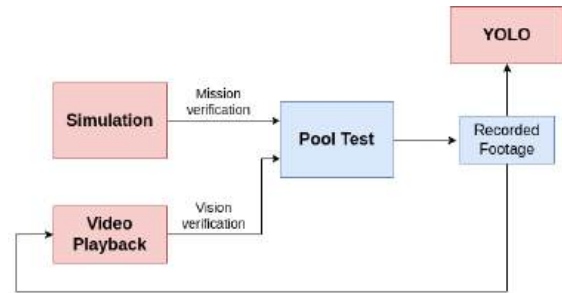 YOLO
Mission
verification
Simulation
Pool Test
Recorded
Footage
Vision
verification
Video
Playback